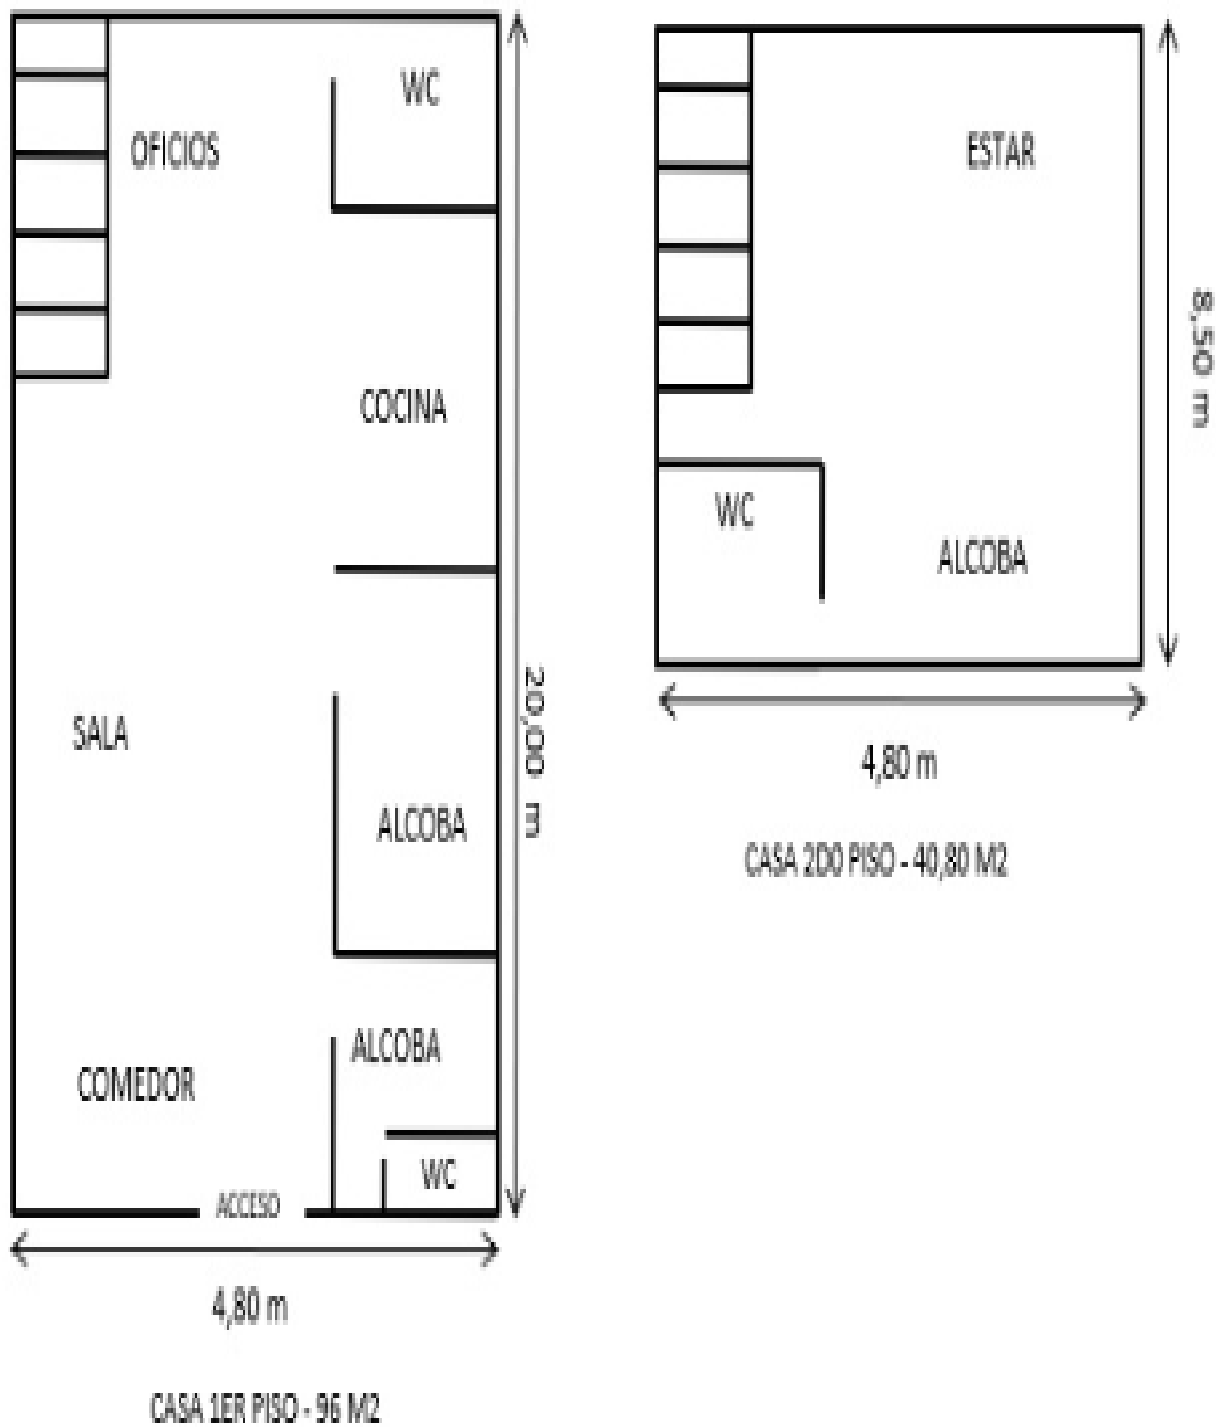 WC
OFICIOS
COCINA
20,00 m
SALA
ALCOBA
ALCOBA
COMEDOR
WC
ACCESO
4,80 m
CASA 1ER PISO - 96 M2
ESTAR
8,50 m
WC
ALCOBA
4,80 m
CASA 2D0 PISO - 40,80 M2